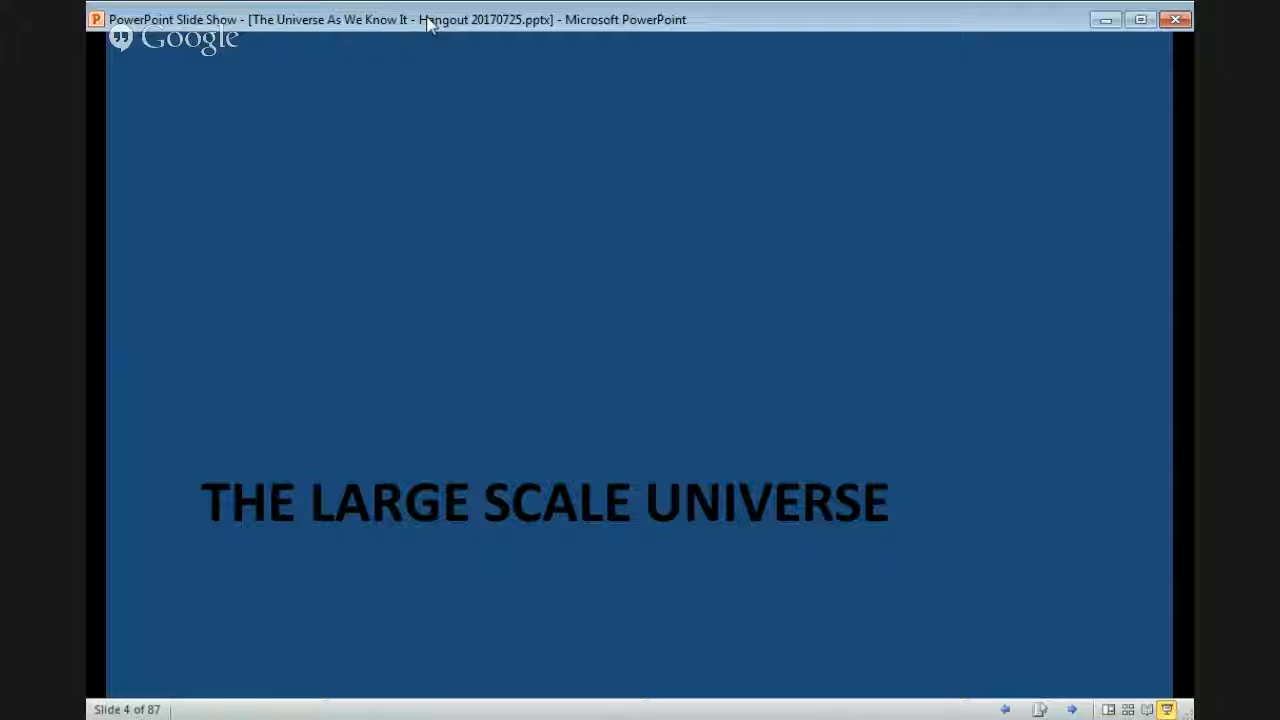 PowerPoint Slide Show - [The Universe As We Know It - Hangout 20170725.pptx] - Microsoft PowerPoint
Google
THE LARGE SCALE UNIVERSE
Slide 4 of 87